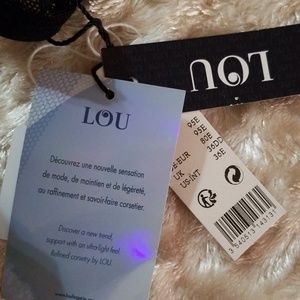 LOU
LOU
Découvrez une nouvelle sensation
de mode, de maintien et de légèreté,
au raffinement et savoir-faire corsetier.
Discover a new trend,
support with an ultra-light feel
Refined corsetry by LOU
95E
EUR 95E
UK 36DD
US-INT 36E